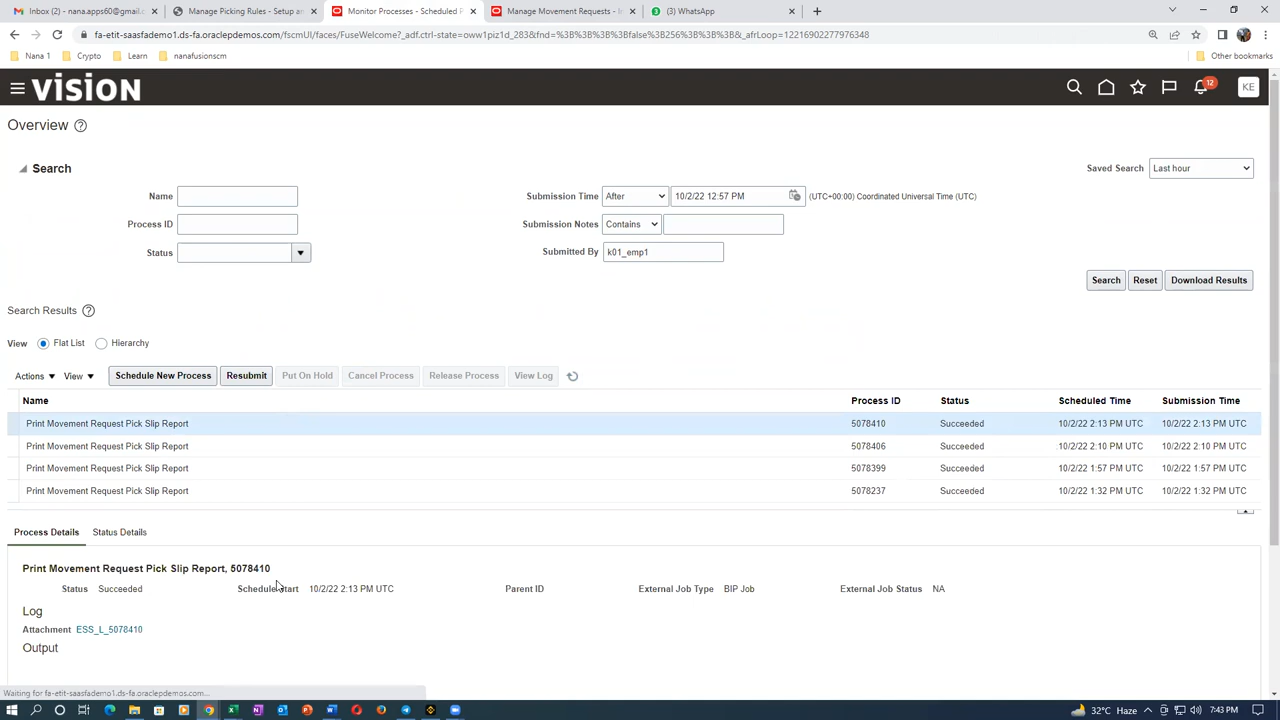 Inbox (2) - nana.apps60@gmail.c
Manage Picking Rules - Setup an
Monitor Processes - Scheduled P
Manage Movement Requests - In
(3) WhatsApp
fa-etit-saasfademo1.ds-fa.oraclepdemos.com/fscmUI/faces/FuseWelcome?_adf.ctrl-state=oww1piz1d_283&fnd=%3B%3B%3B%3Bfalse%3B256%3B%3B%3B&_afrLoop=12216902277976348
Nana 1
Crypto
Learn
nanafusionscm
Other bookmarks
VISION
12
KE
Overview
Search
Saved Search
Last hour
Name
Submission Time
After
10/2/22 12:57 PM
(UTC+00:00) Coordinated Universal Time (UTC)
Process ID
Submission Notes
Contains
Status
Submitted By
k01_emp1
Search
Reset
Download Results
Search Results
View
Flat List
Hierarchy
Actions
View
Schedule New Process
Resubmit
Put On Hold
Cancel Process
Release Process
View Log
Name Process ID Status Scheduled Time Submission Time
Print Movement Request Pick Slip Report 5078410 Succeeded 10/2/22 2:13 PM UTC 10/2/22 2:13 PM UTC
Print Movement Request Pick Slip Report 5078406 Succeeded 10/2/22 2:10 PM UTC 10/2/22 2:10 PM UTC
Print Movement Request Pick Slip Report 5078399 Succeeded 10/2/22 1:57 PM UTC 10/2/22 1:57 PM UTC
Print Movement Request Pick Slip Report 5078237 Succeeded 10/2/22 1:32 PM UTC 10/2/22 1:32 PM UTC
Process Details
Status Details
Print Movement Request Pick Slip Report, 5078410
Status Succeeded
Schedule Start 10/2/22 2:13 PM UTC
Parent ID
External Job Type BIP Job
External Job Status NA
Log
Attachment ESS_L_5078410
Output
Waiting for fa-etit-saasfademo1.ds-fa.oraclepdemos.com...
32°C Haze
7:43 PM